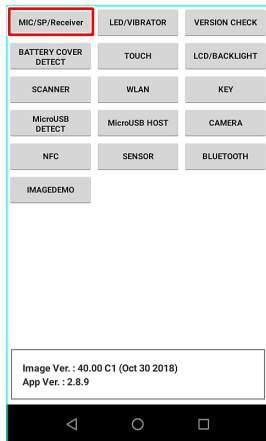 MIC/SP/Receiver LED/VIBRATOR VERSION CHECK
BATTERY COVER DETECT TOUCH LCD/BACKLIGHT
SCANNER WLAN KEY
MicroUSB DETECT MicroUSB HOST CAMERA
NFC SENSOR BLUETOOTH
IMAGEDEMO
Image Ver. : 40.00 C1 (Oct 30 2018)
App Ver. : 2.8.9